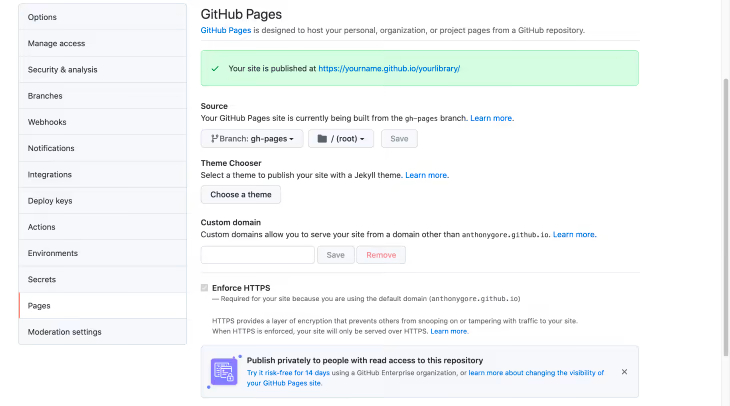 Options
Manage access
Security & analysis
Branches
Webhooks
Notifications
Integrations
Deploy keys
Actions
Environments
Secrets
Pages
Moderation settings
GitHub Pages
GitHub Pages is designed to host your personal, organization, or project pages from a GitHub repository.
Your site is published at https://yourname.github.io/yourlibrary/
Source
Your GitHub Pages site is currently being built from the gh-pages branch. Learn more.
Branch: gh-pages / (root) Save
Theme Chooser
Select a theme to publish your site with a Jekyll theme. Learn more.
Choose a theme
Custom domain
Custom domains allow you to serve your site from a domain other than anthonygore.github.io. Learn more.
Save Remove
Enforce HTTPS
— Required for your site because you are using the default domain (anthonygore.github.io)
HTTPS provides a layer of encryption that prevents others from snooping on or tampering with traffic to your site.
When HTTPS is enforced, your site will only be served over HTTPS. Learn more.
Publish privately to people with read access to this repository
Try it risk-free for 14 days using a GitHub Enterprise organization, or learn more about changing the visibility of
your GitHub Pages site.